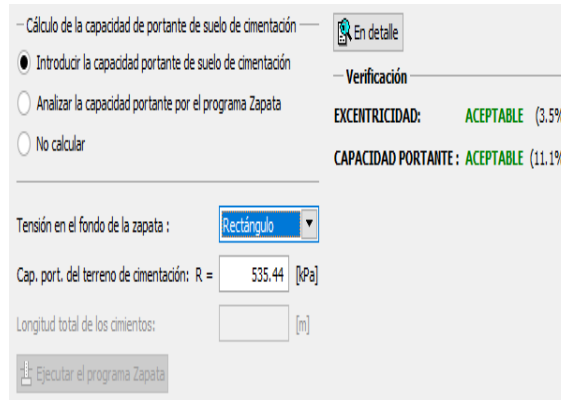 Cálculo de la capacidad de portante de suelo de cimentación
Introducir la capacidad portante de suelo de cimentación
Analizar la capacidad portante por el programa Zapata
No calcular
Tensión en el fondo de la zapata :
Rectángulo
Cap. port. del terreno de cimentación: R =
535.44
[kPa]
Longitud total de los cimientos:
[m]
Ejecutar el programa Zapata
En detalle
Verificación
EXCENTRICIDAD: ACEPTABLE (3.5%
CAPACIDAD PORTANTE : ACEPTABLE (11.1%